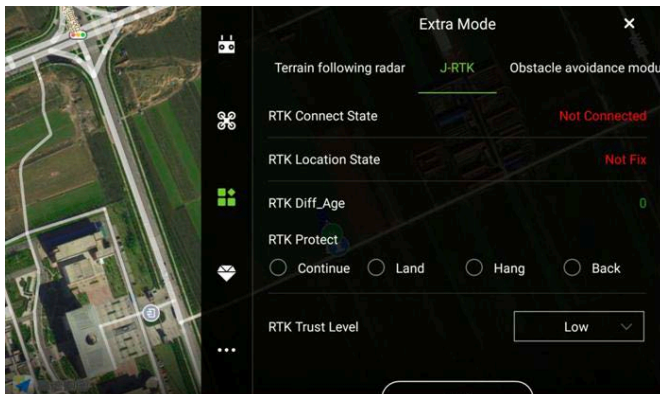 Extra Mode
Terrain following radar J-RTK Obstacle avoidance modu
RTK Connect State Not Connected
RTK Location State Not Fix
RTK Diff_Age 0
RTK Protect
Continue Land Hang Back
RTK Trust Level Low